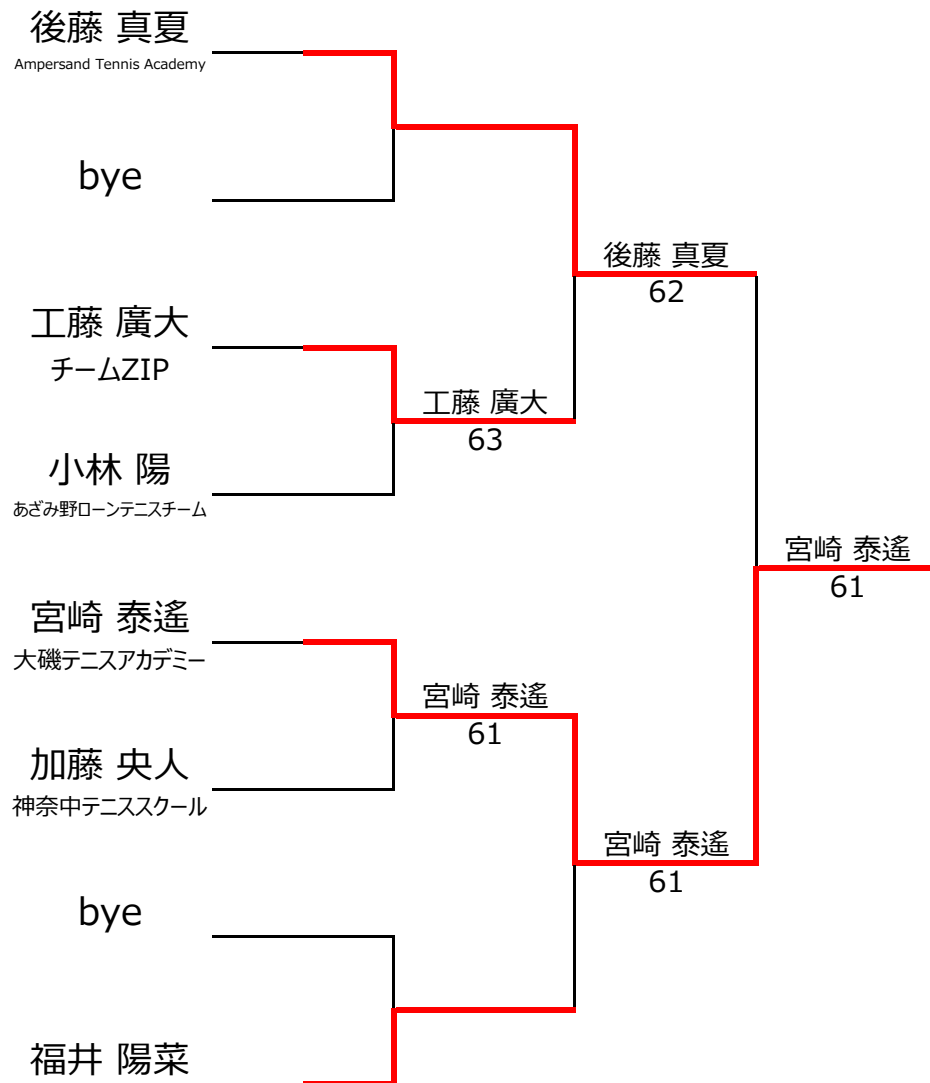 後藤 真夏
Ampersand Tennis Academy
bye
後藤 真夏
62
工藤 廣大
チームZIP
工藤 廣大
63
小林 陽
あざみ野ローンテニスチーム
宮崎 泰遙
61
宮崎 泰遙
大磯テニスアカデミー
宮崎 泰遙
61
加藤 央人
神奈中テニススクール
宮崎 泰遙
61
bye
福井 陽菜